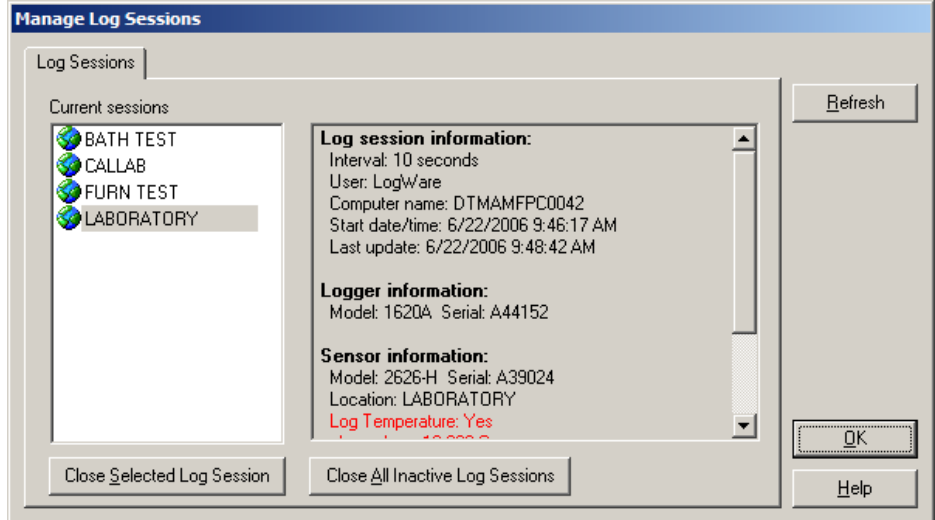 Manage Log Sessions
Log Sessions
Current sessions
BATH TEST
CALLAB
FURN TEST
LABORATORY
Log session information:
Interval: 10 seconds
User: LogWare
Computer name: DTMAMFPC0042
Start date/time: 6/22/2006 9:46:17 AM
Last update: 6/22/2006 9:48:42 AM
Logger information:
Model: 1620A Serial: A44152
Sensor information:
Model: 2626-H Serial: A39024
Location: LABORATORY
Log Temperature: Yes
Refresh
OK
Help
Close Selected Log Session
Close All Inactive Log Sessions